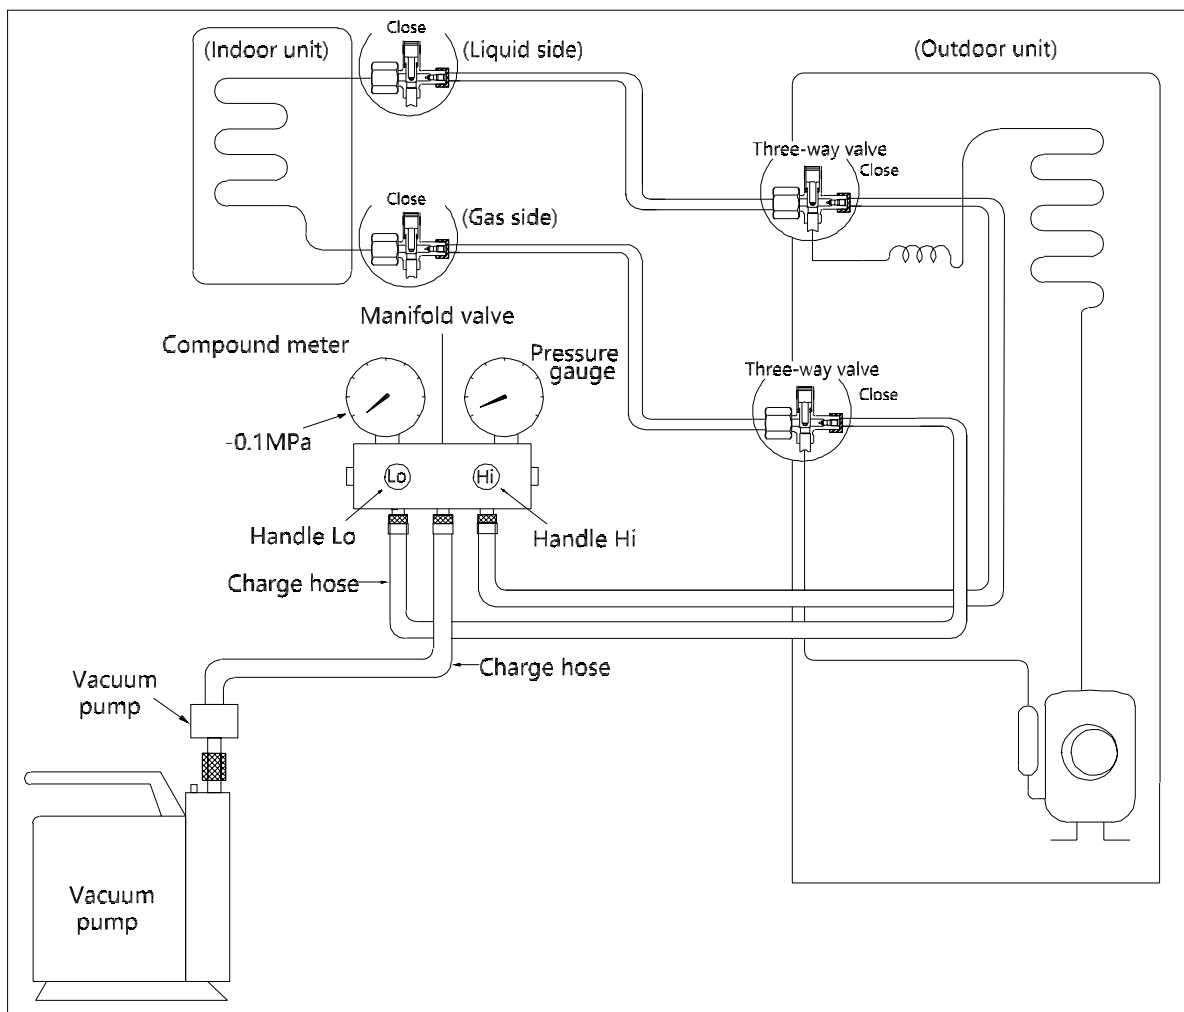 Close
(Indoor unit)
(Liquid side)
(Outdoor unit)
Three-way valve
Close
Close
(Gas side)
Manifold valve
Compound meter
Pressure
gauge
Three-way valve
Close
-0.1MPa
Lo
Hi
Handle Lo
Handle Hi
Charge hose
Charge hose
Vacuum
pump
Vacuum
pump